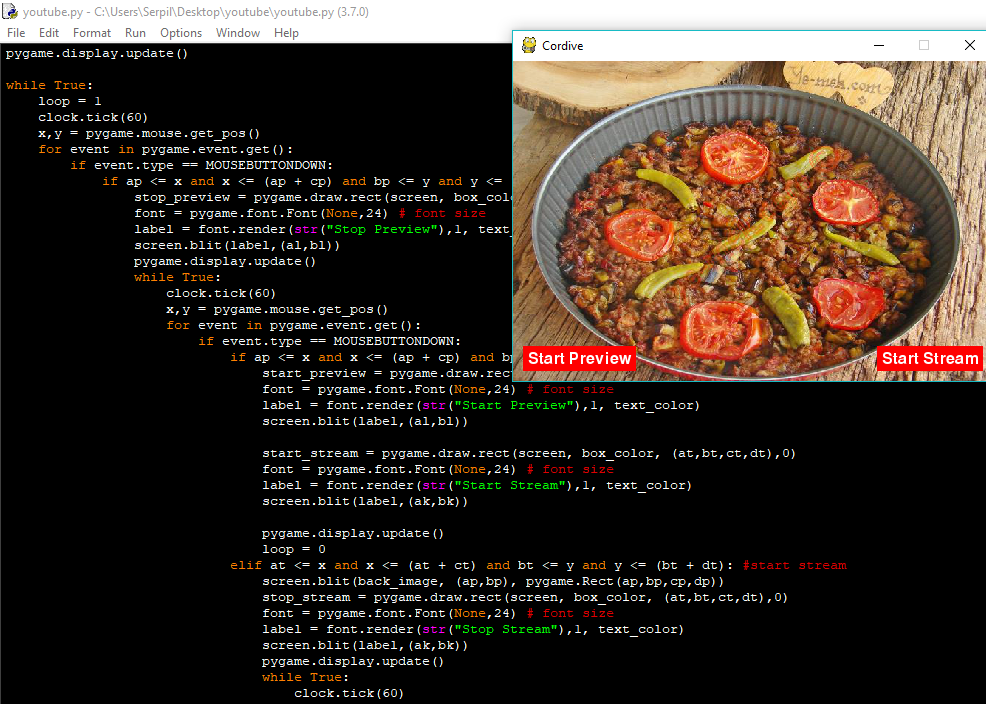 youtube.py - C:\Users\Serpil\Desktop\youtube\youtube.py (3.7.0)
File Edit Format Run Options Window Help
pygame.display.update()
while True:
loop = 1
clock.tick(60)
x,y = pygame.mouse.get_pos()
for event in pygame.event.get():
if event.type == MOUSEBUTTONDOWN:
if ap <= x and x <= (ap + cp) and bp <= y and y <=
stop_preview = pygame.draw.rect(screen, box_colo
font = pygame.font.Font(None,24) # font size
label = font.render(str("Stop Preview"),1, text_
screen.blit(label,(al,bl))
pygame.display.update()
while True:
clock.tick(60)
x,y = pygame.mouse.get_pos()
for event in pygame.event.get():
if event.type == MOUSEBUTTONDOWN:
if ap <= x and x <= (ap + cp) and bp
start_preview = pygame.draw.rect
font = pygame.font.Font(None,24) # font size
label = font.render(str("Start Preview"),1, text_color)
screen.blit(label,(al,bl))
start_stream = pygame.draw.rect(screen, box_color, (at,bt,ct,dt),0)
font = pygame.font.Font(None,24) # font size
label = font.render(str("Start Stream"),1, text_color)
screen.blit(label,(ak,bk))
pygame.display.update()
loop = 0
elif at <= x and x <= (at + ct) and bt <= y and y <= (bt + dt): #start stream
screen.blit(back_image, (ap,bp), pygame.Rect(ap,bp,cp,dp))
stop_stream = pygame.draw.rect(screen, box_color, (at,bt,ct,dt),0)
font = pygame.font.Font(None,24) # font size
label = font.render(str("Stop Stream"),1, text_color)
screen.blit(label,(ak,bk))
pygame.display.update()
while True:
clock.tick(60)
Cordive
Ye-mek.com
Start Preview
Start Stream